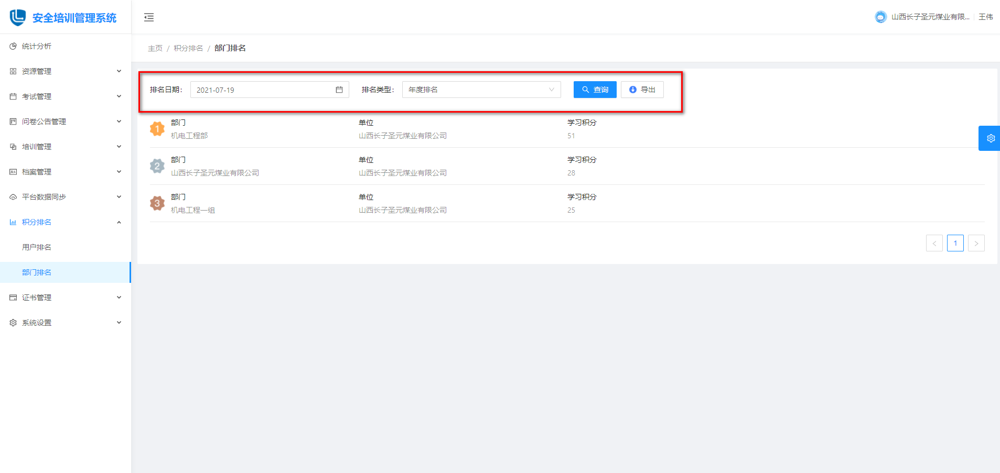 安全培训管理系统
山西长子圣元煤业有限... 王伟
统计分析
资源管理
考试管理
问卷公告管理
培训管理
档案管理
平台数据同步
积分排名
用户排名
部门排名
证书管理
系统设置
主页 / 积分排名 / 部门排名
排名日期： 2021-07-19 排名类型： 年度排名 查询 导出
1 部门 单位 学习积分
机电工程部 山西长子圣元煤业有限公司 51
2 部门 单位 学习积分
山西长子圣元煤业有限公司 山西长子圣元煤业有限公司 28
3 部门 单位 学习积分
机电工程一组 山西长子圣元煤业有限公司 25
< 1 >